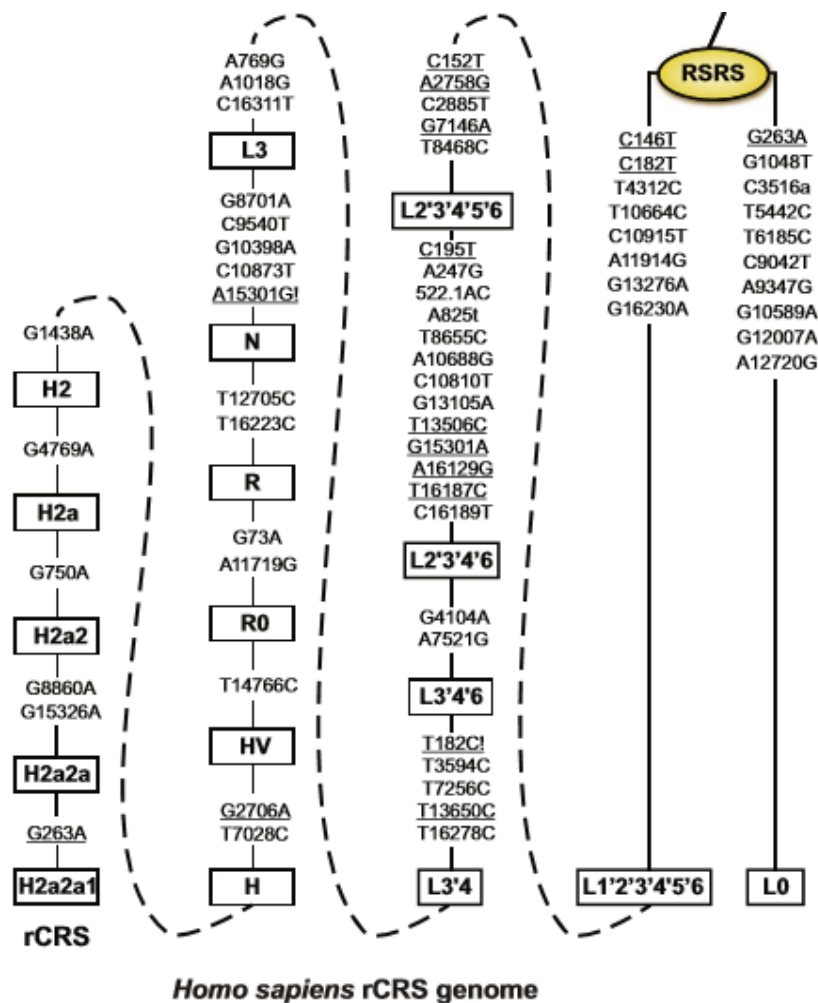 RSRS
G263A
G1048T
C3516a
T5442C
T6185C
C9042T
A9347G
G10589A
G12007A
A12720G
L0
C146T
C182T
T4312C
T10664C
C10915T
A11914G
G13276A
G16230A
L1'2'3'4'5'6
C152T
A2758G
C2885T
G7146A
T8468C
L2'3'4'5'6
C195T
A247G
522.1AC
A825t
T8655C
A10688G
C10810T
G13105A
T13506C
G15301A
A16129G
T16187C
C16189T
L2'3'4'6
G4104A
A7521G
L3'4'6
T182C!
T3594C
T7256C
T13650C
T16278C
L3'4
A769G
A1018G
C16311T
L3
G8701A
C9540T
G10398A
C10873T
A15301G!
N
T12705C
T16223C
R
G73A
A11719G
R0
T14766C
HV
G2706A
T7028C
H
G1438A
H2
G4769A
H2a
G750A
H2a2
G8860A
G15326A
H2a2a
G263A
H2a2a1
rCRS
Homo sapiens rCRS genome